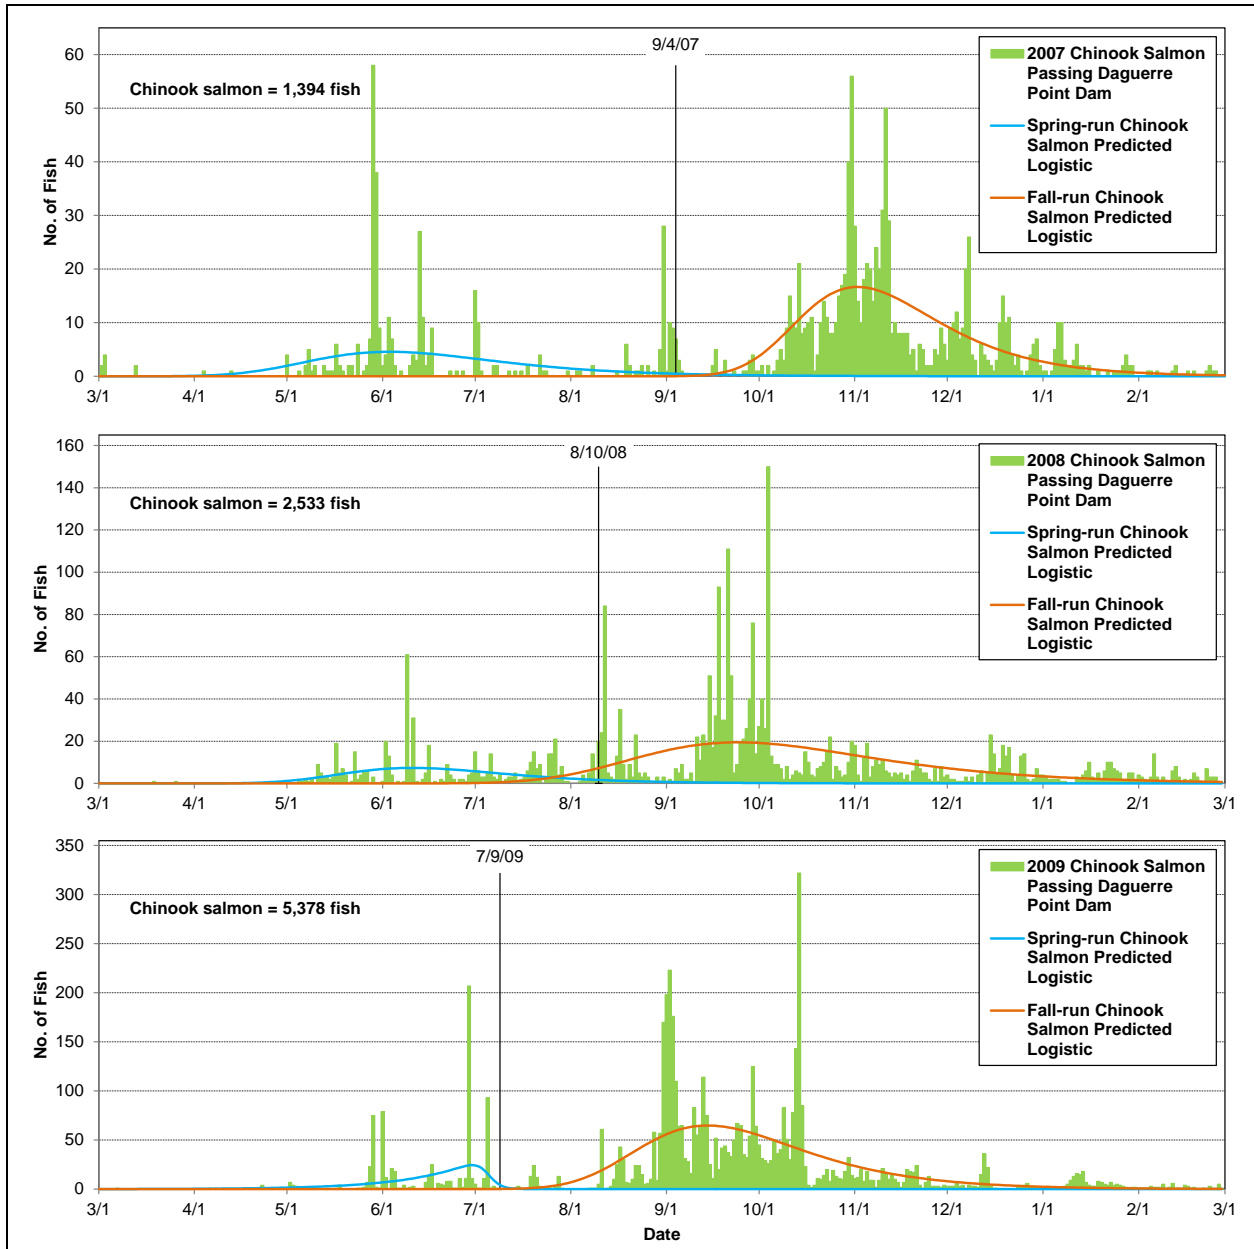 9/4/07
Chinook salmon = 1,394 fish
2007 Chinook Salmon
Passing Daguerre
Point Dam
Spring-run Chinook
Salmon Predicted
Logistic
Fall-run Chinook
Salmon Predicted
Logistic
No. of Fish
60
50
40
30
20
10
0
3/1 4/1 5/1 6/1 7/1 8/1 9/1 10/1 11/1 12/1 1/1 2/1
8/10/08
Chinook salmon = 2,533 fish
2008 Chinook Salmon
Passing Daguerre
Point Dam
Spring-run Chinook
Salmon Predicted
Logistic
Fall-run Chinook
Salmon Predicted
Logistic
No. of Fish
160
140
120
100
80
60
40
20
0
3/1 4/1 5/1 6/1 7/1 8/1 9/1 10/1 11/1 12/1 1/1 2/1 3/1
7/9/09
Chinook salmon = 5,378 fish
2009 Chinook Salmon
Passing Daguerre
Point Dam
Spring-run Chinook
Salmon Predicted
Logistic
Fall-run Chinook
Salmon Predicted
Logistic
No. of Fish
350
300
250
200
150
100
50
0
3/1 4/1 5/1 6/1 7/1 8/1 9/1 10/1 11/1 12/1 1/1 2/1 3/1
Date